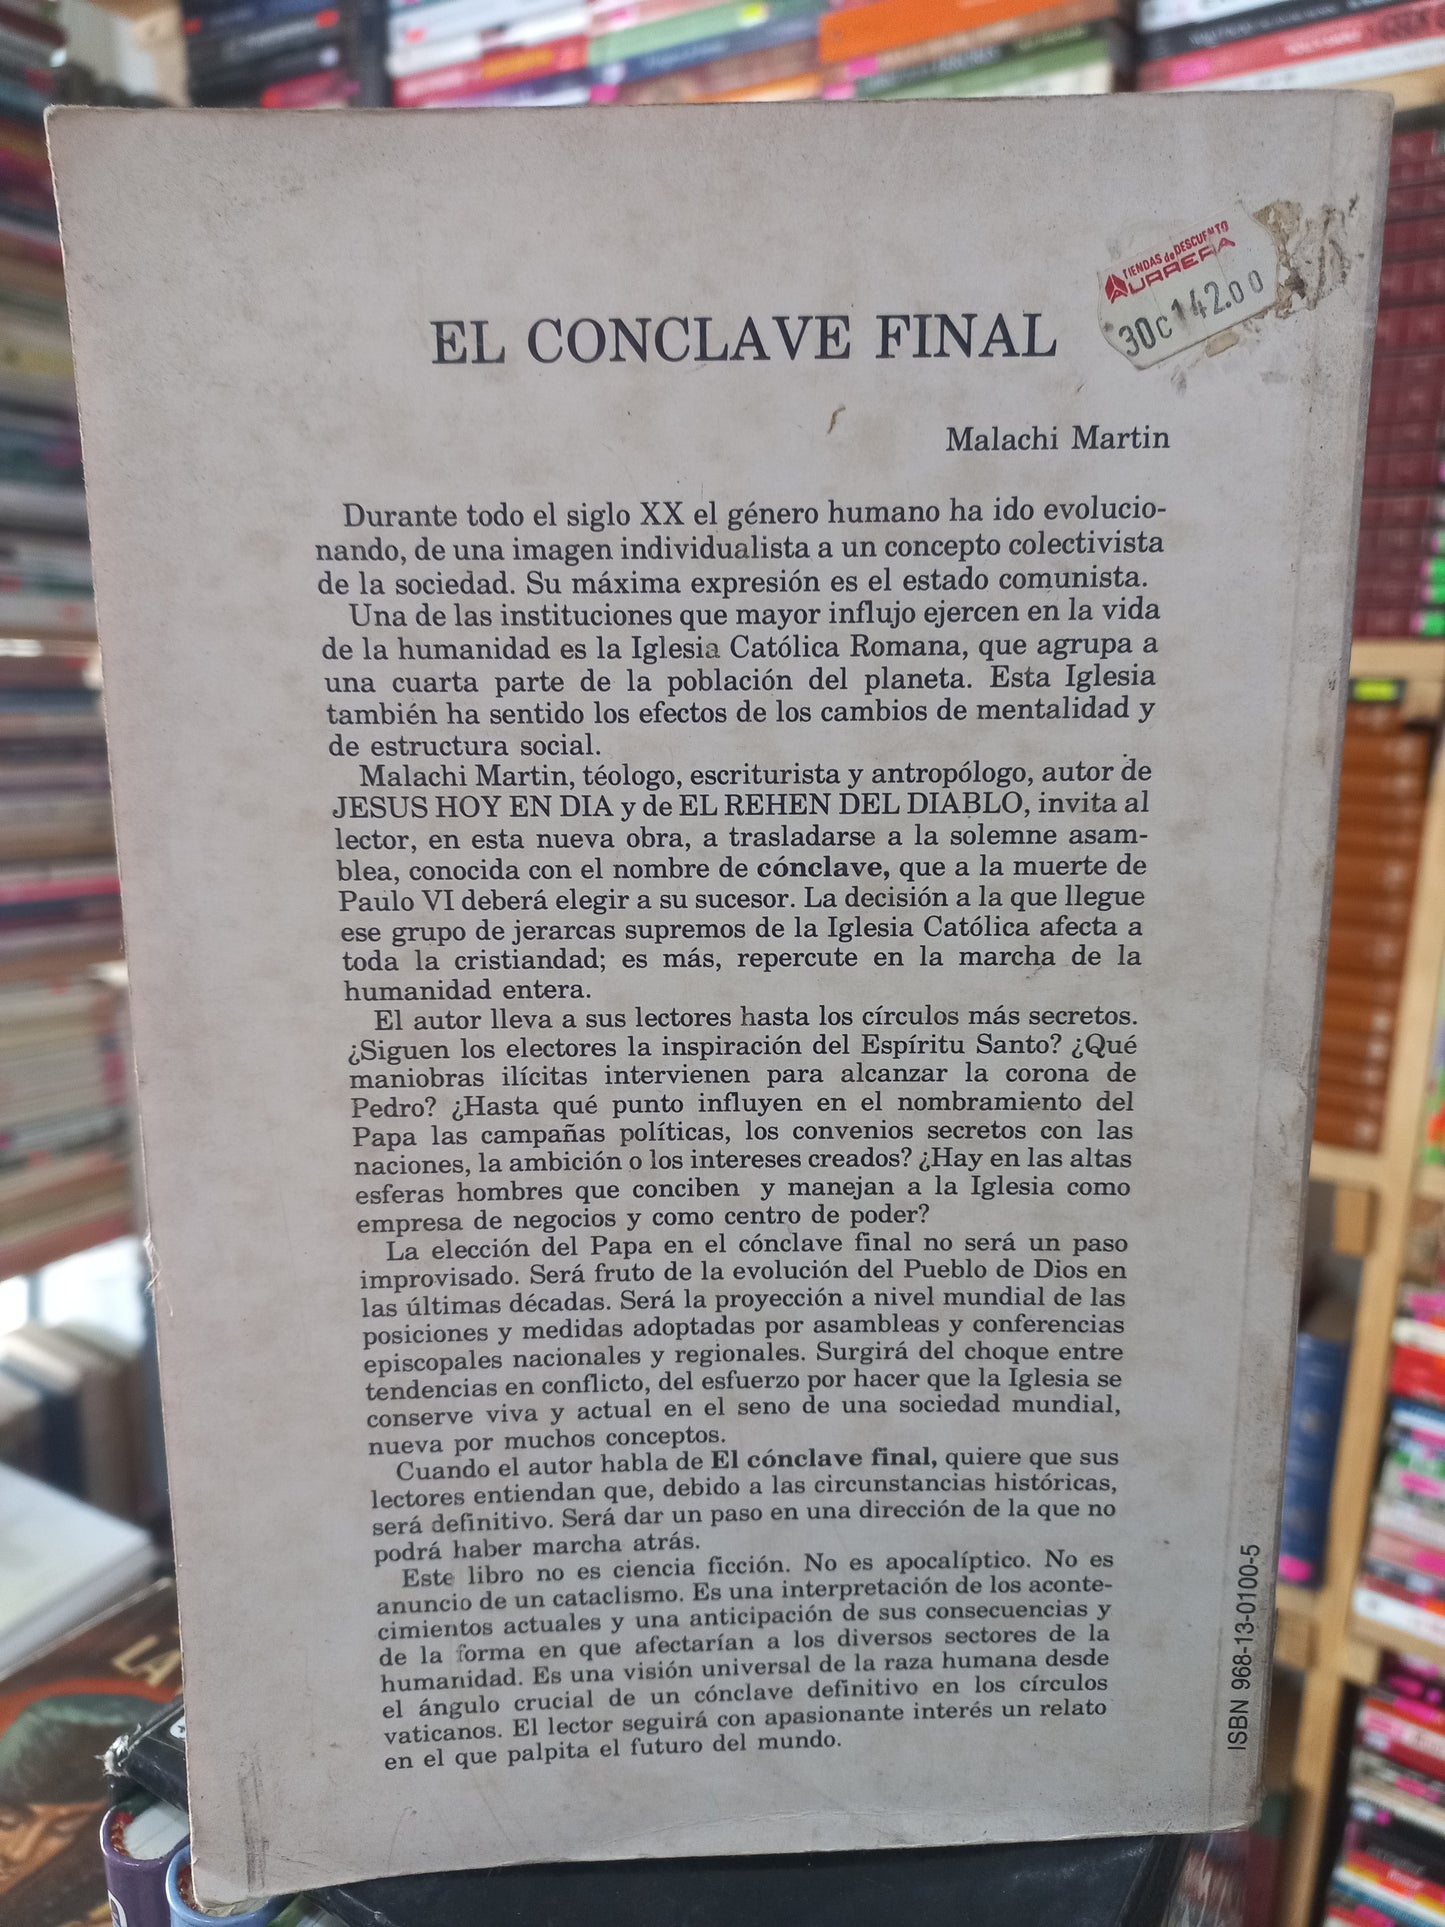 TIENDAS de DESCUENTO
AURRERA
30C 142.00
EL CONCLAVE FINAL
Malachi Martin
Durante todo el siglo XX el género humano ha ido evolucio-
nando, de una imagen individualista a un concepto colectivista
de la sociedad. Su máxima expresión es el estado comunista.
Una de las instituciones que mayor influjo ejercen en la vida
de la humanidad es la Iglesia Católica Romana, que agrupa a
una cuarta parte de la población del planeta. Esta Iglesia
también ha sentido los efectos de los cambios de mentalidad y
de estructura social.
Malachi Martin, téologo, escriturista y antropólogo, autor de
JESUS HOY EN DIA y de EL REHEN DEL DIABLO, invita al
lector, en esta nueva obra, a trasladarse a la solemne asam-
blea, conocida con el nombre de cónclave, que a la muerte de
Paulo VI deberá elegir a su sucesor. La decisión a la que llegue
ese grupo de jerarcas supremos de la Iglesia Católica afecta a
toda la cristiandad; es más, repercute en la marcha de la
humanidad entera.
El autor lleva a sus lectores hasta los círculos más secretos.
¿Siguen los electores la inspiración del Espíritu Santo? ¿Qué
maniobras ilícitas intervienen para alcanzar la corona de
Pedro? ¿Hasta qué punto influyen en el nombramiento del
Papa las campañas políticas, los convenios secretos con las
naciones, la ambición o los intereses creados? ¿Hay en las altas
esferas hombres que conciben y manejan a la Iglesia como
empresa de negocios y como centro de poder?
La elección del Papa en el cónclave final no será un paso
improvisado. Será fruto de la evolución del Pueblo de Dios en
las últimas décadas. Será la proyección a nivel mundial de las
posiciones y medidas adoptadas por asambleas y conferencias
episcopales nacionales y regionales. Surgirá del choque entre
tendencias en conflicto, del esfuerzo por hacer que la Iglesia se
conserve viva y actual en el seno de una sociedad mundial,
nueva por muchos conceptos.
Cuando el autor habla de El cónclave final, quiere que sus
lectores entiendan que, debido a las circunstancias históricas,
será definitivo. Será dar un paso en una dirección de la que no
podrá haber marcha atrás.
Este libro no es ciencia ficción. No es apocalíptico. No es
anuncio de un cataclismo. Es una interpretación de los aconte-
cimientos actuales y una anticipación de sus consecuencias y
de la forma en que afectarían a los diversos sectores de la
humanidad. Es una visión universal de la raza humana desde
el ángulo crucial de un cónclave definitivo en los círculos
vaticanos. El lector seguirá con apasionante interés un relato
en el que palpita el futuro del mundo.
ISBN 968-13-0100-5
LA